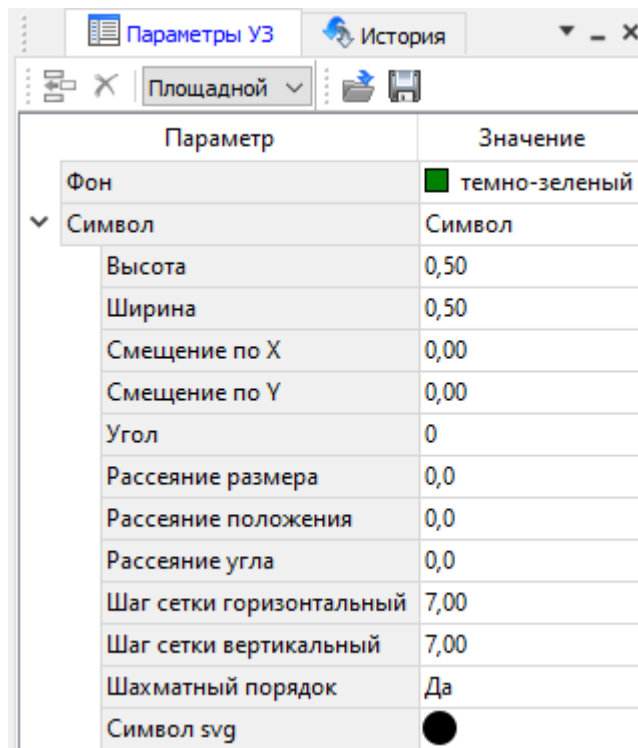 Параметры УЗ История
Площадной
Параметр Значение
Фон темно-зеленый
Символ Символ
Высота 0,50
Ширина 0,50
Смещение по X 0,00
Смещение по Y 0,00
Угол 0
Рассеяние размера 0,0
Рассеяние положения 0,0
Рассеяние угла 0,0
Шаг сетки горизонтальный 7,00
Шаг сетки вертикальный 7,00
Шахматный порядок Да
Символ svg